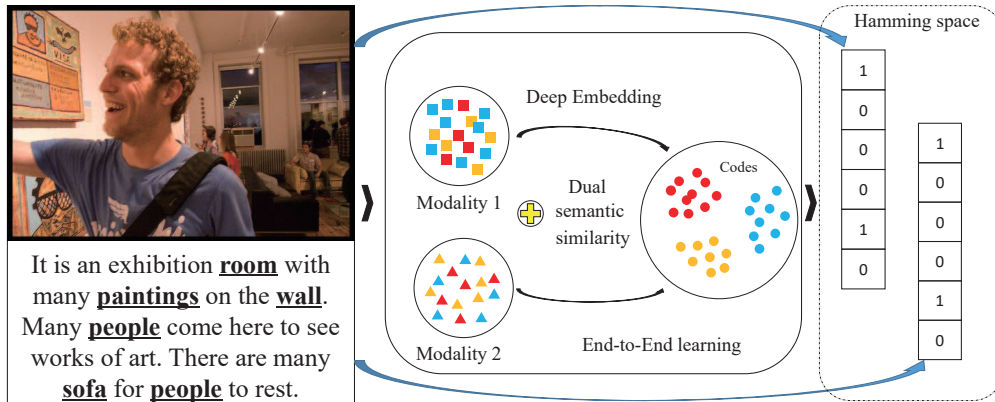 It is an exhibition room with
many paintings on the wall.
Many people come here to see
works of art. There are many
sofa for people to rest.
Deep Embedding
Modality 1
Dual
semantic
similarity
Codes
Modality 2
End-to-End learning
Hamming space
1
0
0
0
1
0
1
0
0
0
1
0